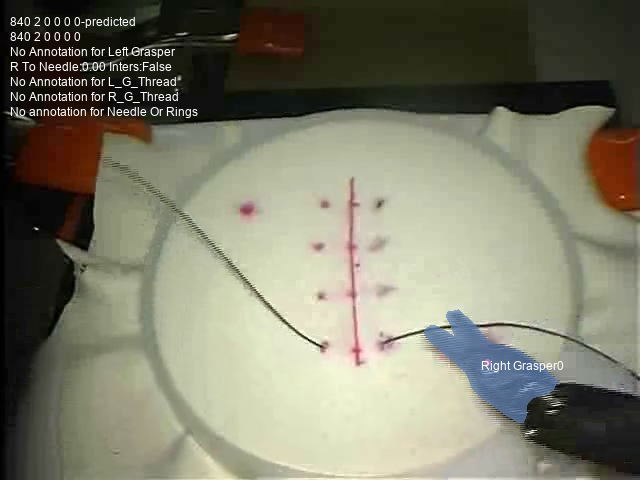 840 2 0 0 0 0-predicted
840 2 0 0 0 0
No Annotation for Left Grasper
R To Needle:0.00 Inters:False
No Annotation for L_G_Thread
No Annotation for R_G_Thread
No annotation for Needle Or Rings
Right Grasper0